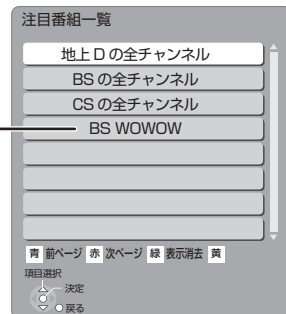 注目番組一覧
地上Dの全チャンネル
BSの全チャンネル
CSの全チャンネル
BS WOWOW
青 前ページ 赤 次ページ 緑 表示消去 黄
項目選択
決定
戻る